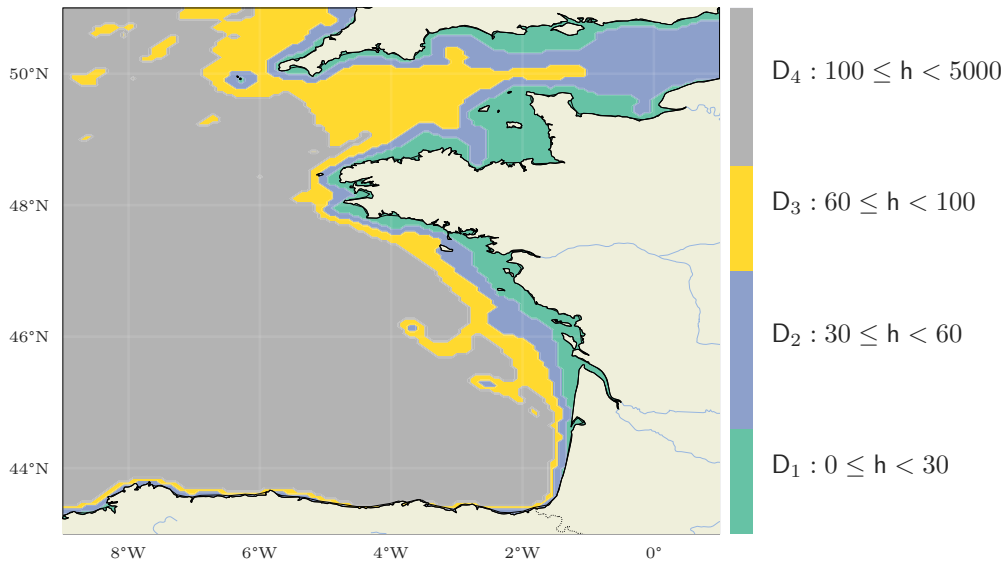 50°N
48°N
46°N
44°N
8°W 6°W 4°W 2°W 0°
D₄ : 100 ≤ h < 5000
D₃ : 60 ≤ h < 100
D₂ : 30 ≤ h < 60
D₁ : 0 ≤ h < 30